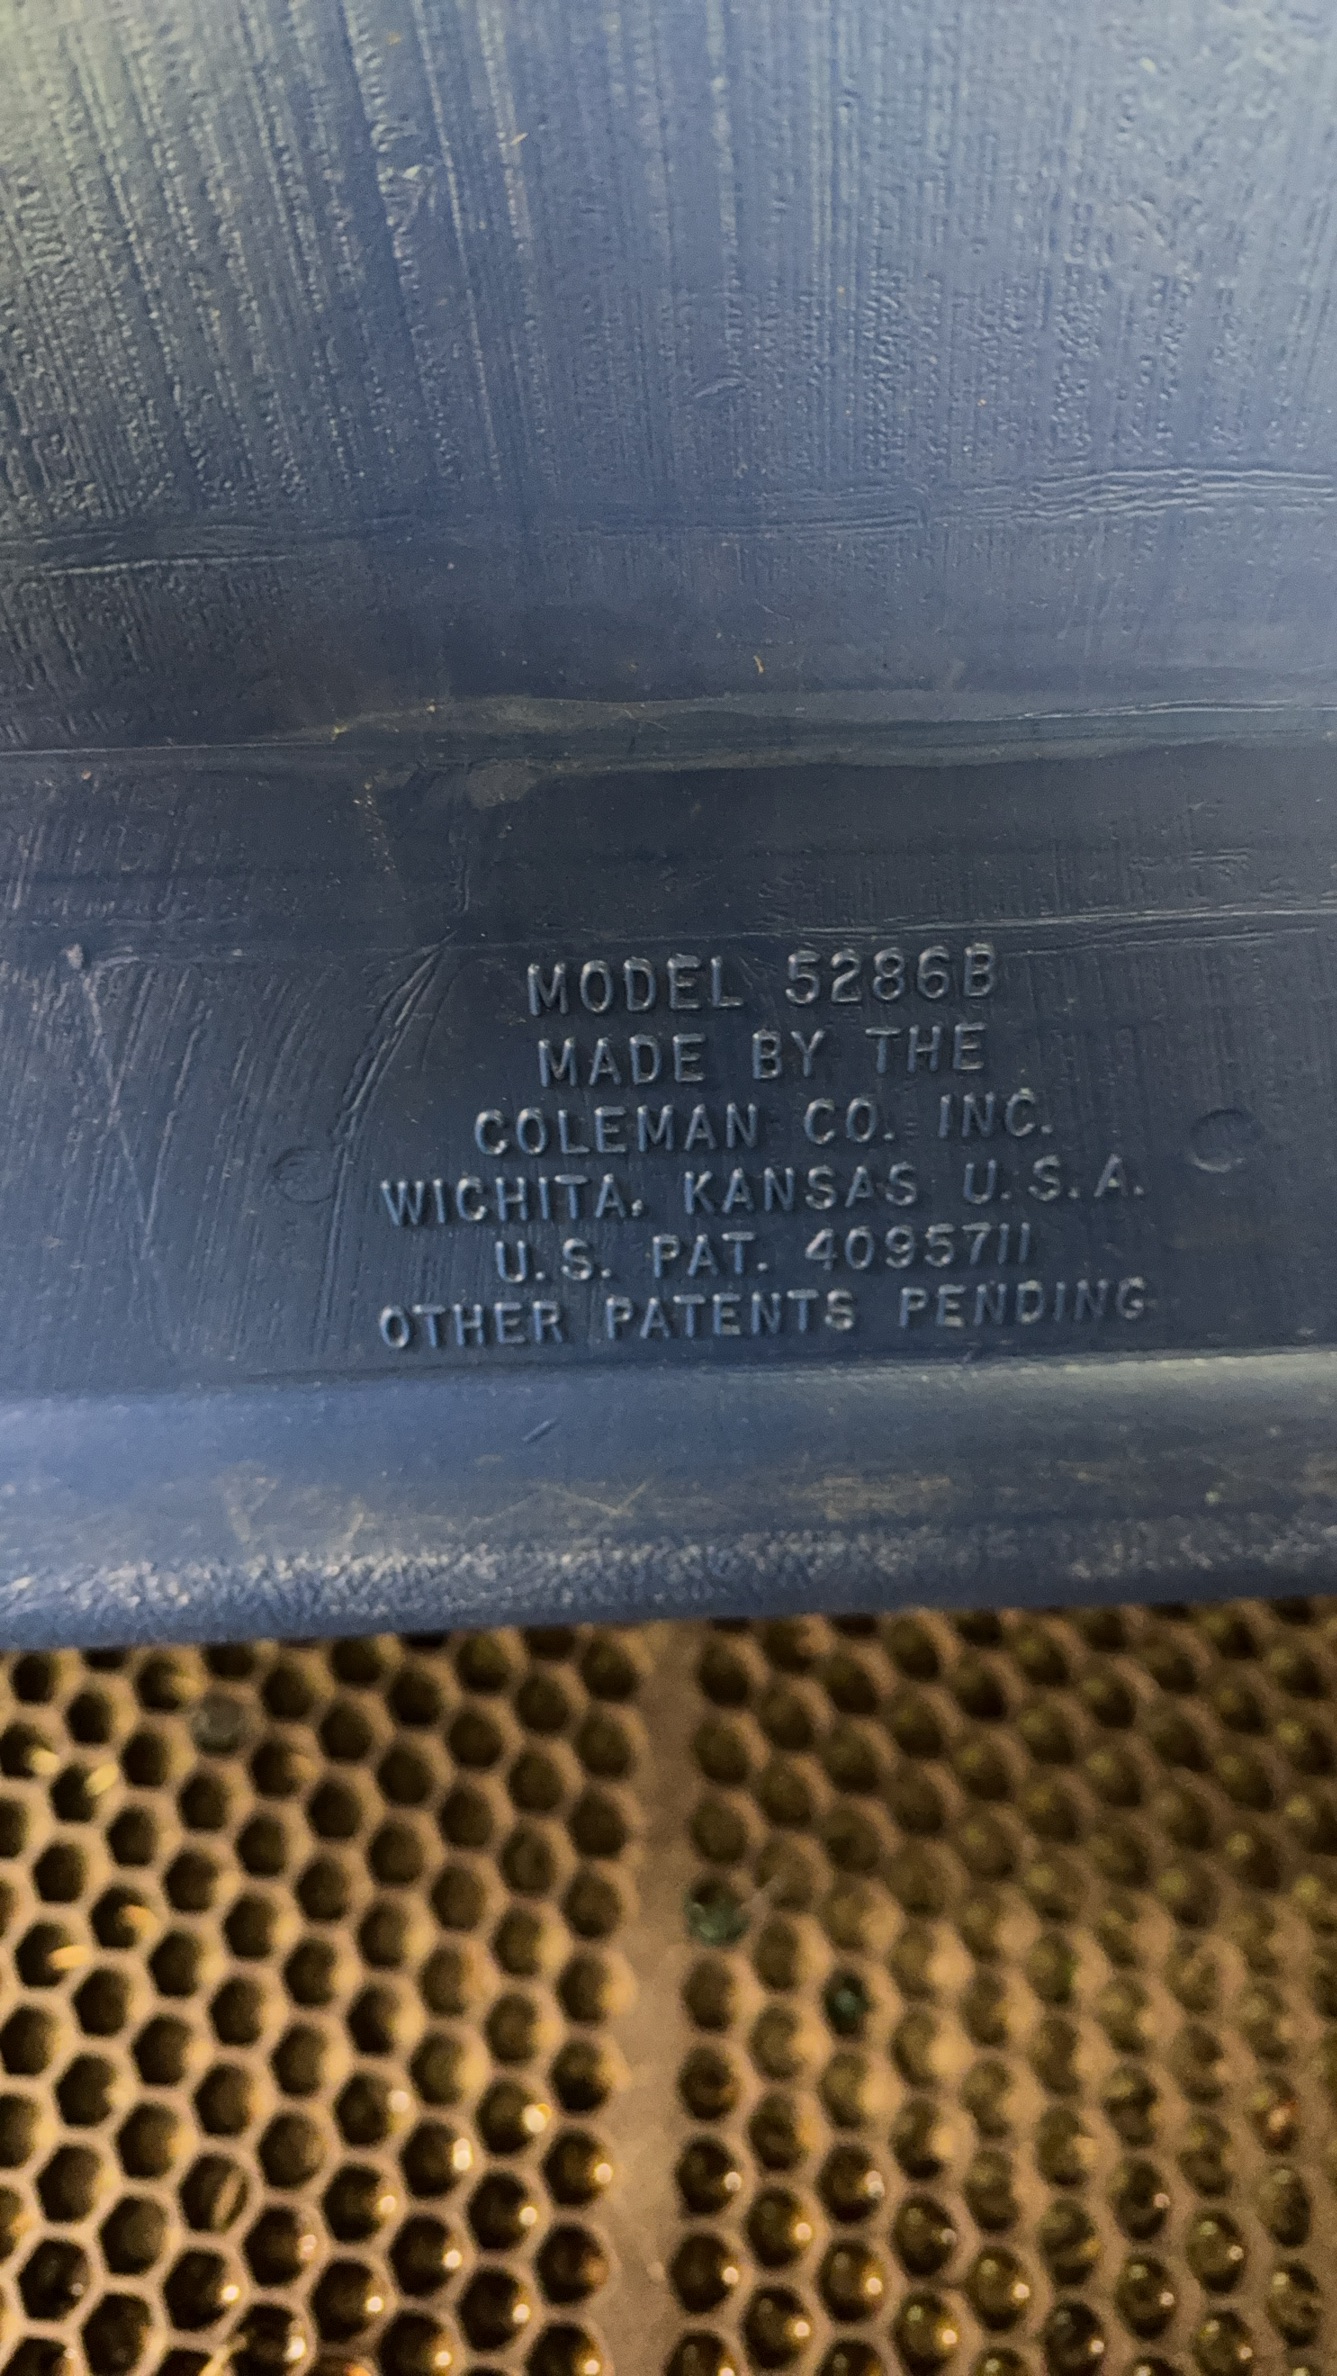 MODEL 5286B
MADE BY THE
COLEMAN CO. INC.
WICHITA, KANSAS U.S.A.
U.S. PAT. 4095711
OTHER PATENTS PENDING